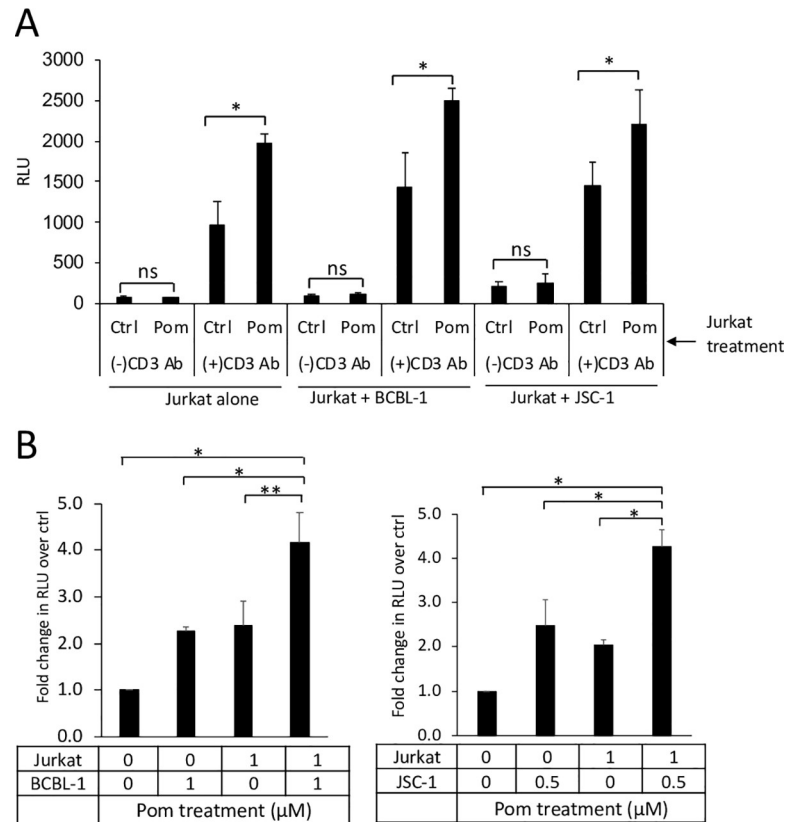 A
3000
2500
2000
1500
1000
500
0
RLU
ns * ns * ns *
Ctrl Pom Ctrl Pom Ctrl Pom Ctrl Pom Ctrl Pom Ctrl Pom
(-)CD3 Ab (+)CD3 Ab (-)CD3 Ab (+)CD3 Ab (-)CD3 Ab (+)CD3 Ab
Jurkat alone Jurkat + BCBL-1 Jurkat + JSC-1
Jurkat
treatment
B
*
*
**
5.0
4.0
3.0
2.0
1.0
0.0
Fold change in RLU over ctrl
Jurkat 0 0 1 1
BCBL-1 0 1 0 1
Pom treatment (µM)
*
*
*
5.0
4.0
3.0
2.0
1.0
0.0
Fold change in RLU over ctrl
Jurkat 0 0 1 1
JSC-1 0 0.5 0 0.5
Pom treatment (µM)